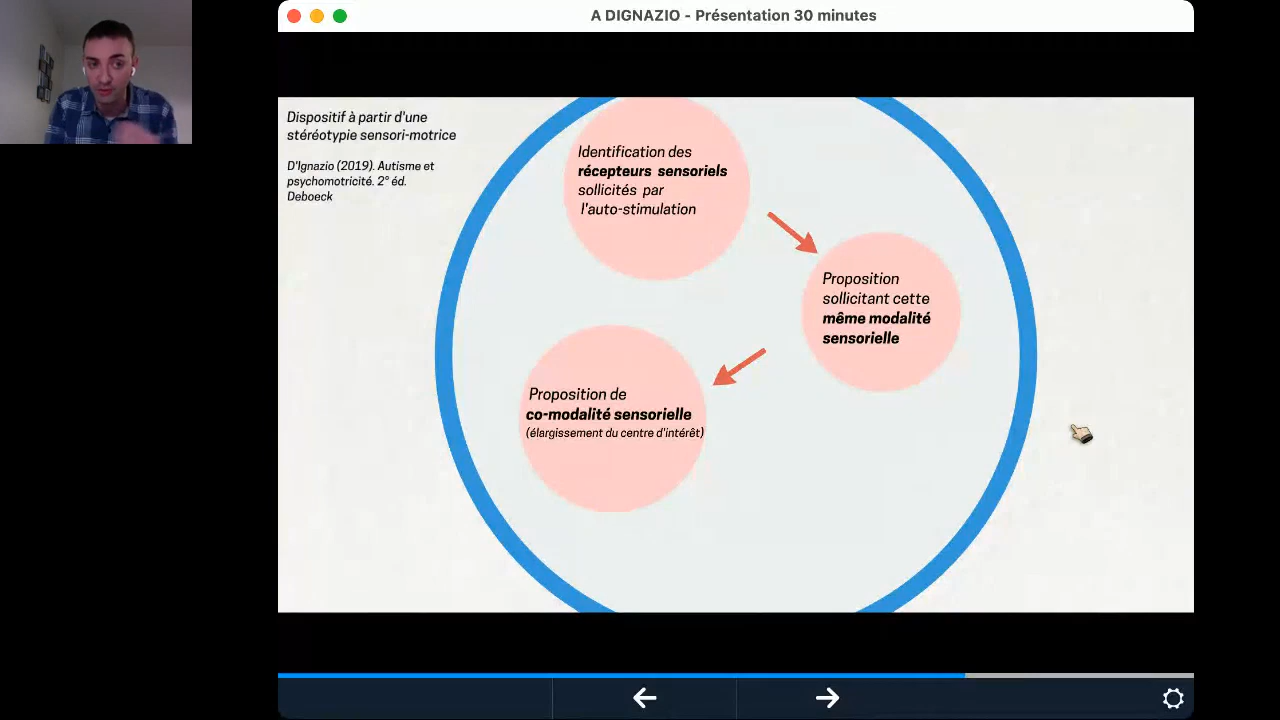 A DIGNAZIO - Présentation 30 minutes
Dispositif à partir d'une
stéréotypie sensori-motrice
D'Ignazio (2019). Autisme et
psychomotricité. 2° éd.
Deboeck
Identification des
récepteurs sensoriels
sollicités par
l'auto-stimulation
Proposition
sollicitant cette
même modalité
sensorielle
Proposition de
co-modalité sensorielle
(élargissement du centre d'intérêt)